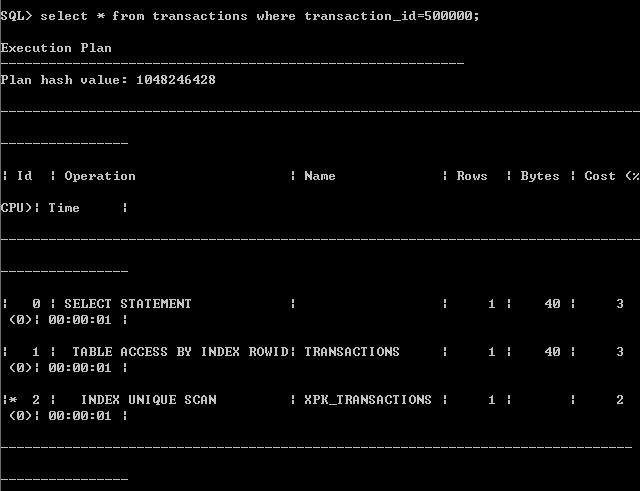 SQL> select * from transactions where transaction_id=500000;
Execution Plan
----------------------------------------------------------
Plan hash value: 1048246428
--------------------------------------------------------------------------------
----------------
| Id  | Operation                   | Name             | Rows  | Bytes | Cost (%
CPU)| Time     |
--------------------------------------------------------------------------------
----------------
|   0 | SELECT STATEMENT            |                  |     1 |    40 |     3
 (0)| 00:00:01 |
|   1 |  TABLE ACCESS BY INDEX ROWID| TRANSACTIONS     |     1 |    40 |     3
 (0)| 00:00:01 |
|*  2 |   INDEX UNIQUE SCAN         | XPK_TRANSACTIONS |     1 |       |     2
 (0)| 00:00:01 |
-------------------------------------------------------------------------------
----------------